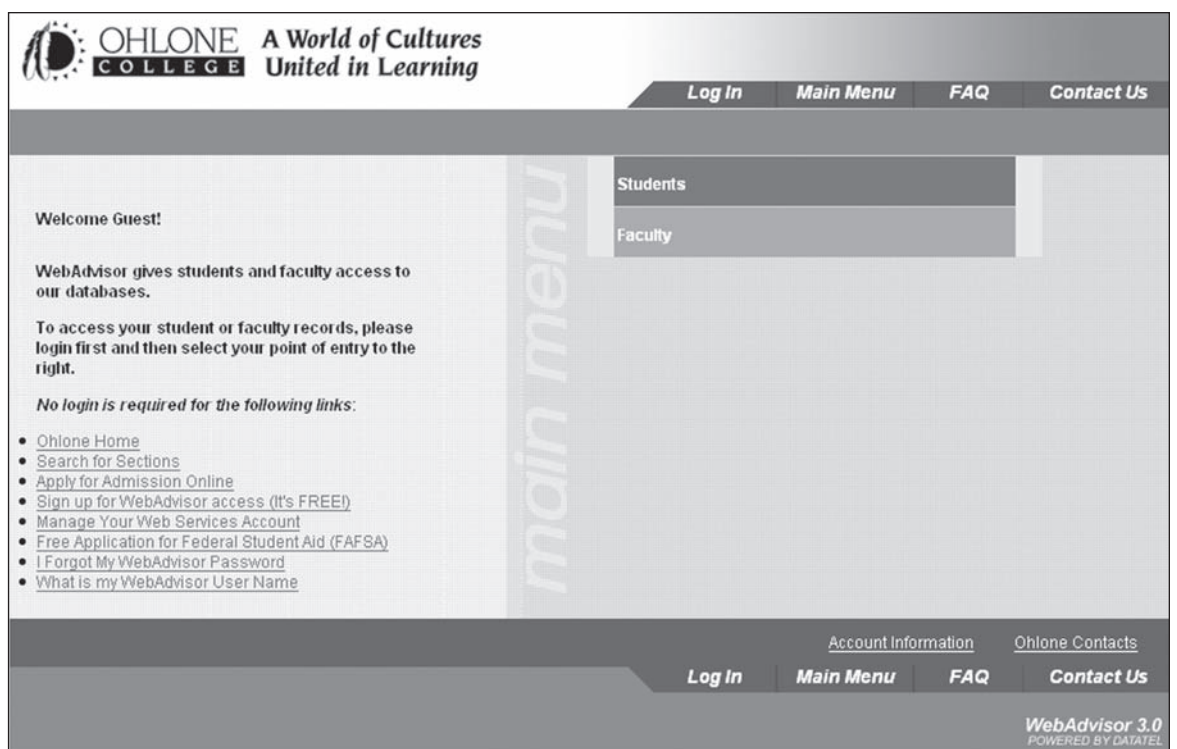 OHLONE
COLLEGE
A World of Cultures
United in Learning
Log In Main Menu FAQ Contact Us
Welcome Guest!
WebAdvisor gives students and faculty access to
our databases.
To access your student or faculty records, please
login first and then select your point of entry to the
right.
No login is required for the following links:
Ohlone Home
Search for Sections
Apply for Admission Online
Sign up for WebAdvisor access (It's FREE!)
Manage Your Web Services Account
Free Application for Federal Student Aid (FAFSA)
I Forgot My WebAdvisor Password
What is my WebAdvisor User Name
main menu
Students
Faculty
Account Information Ohlone Contacts
Log In Main Menu FAQ Contact Us
WebAdvisor 3.0
POWERED BY DATATEL